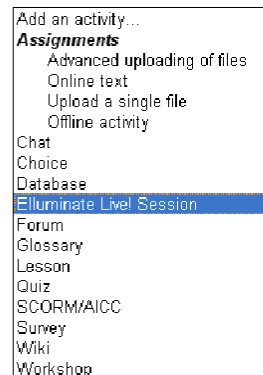 Add an activity...
Assignments
Advanced uploading of files
Online text
Upload a single file
Offline activity
Chat
Choice
Database
Elluminate Live! Session
Forum
Glossary
Lesson
Quiz
SCORM/AICC
Survey
Wiki
Workshop